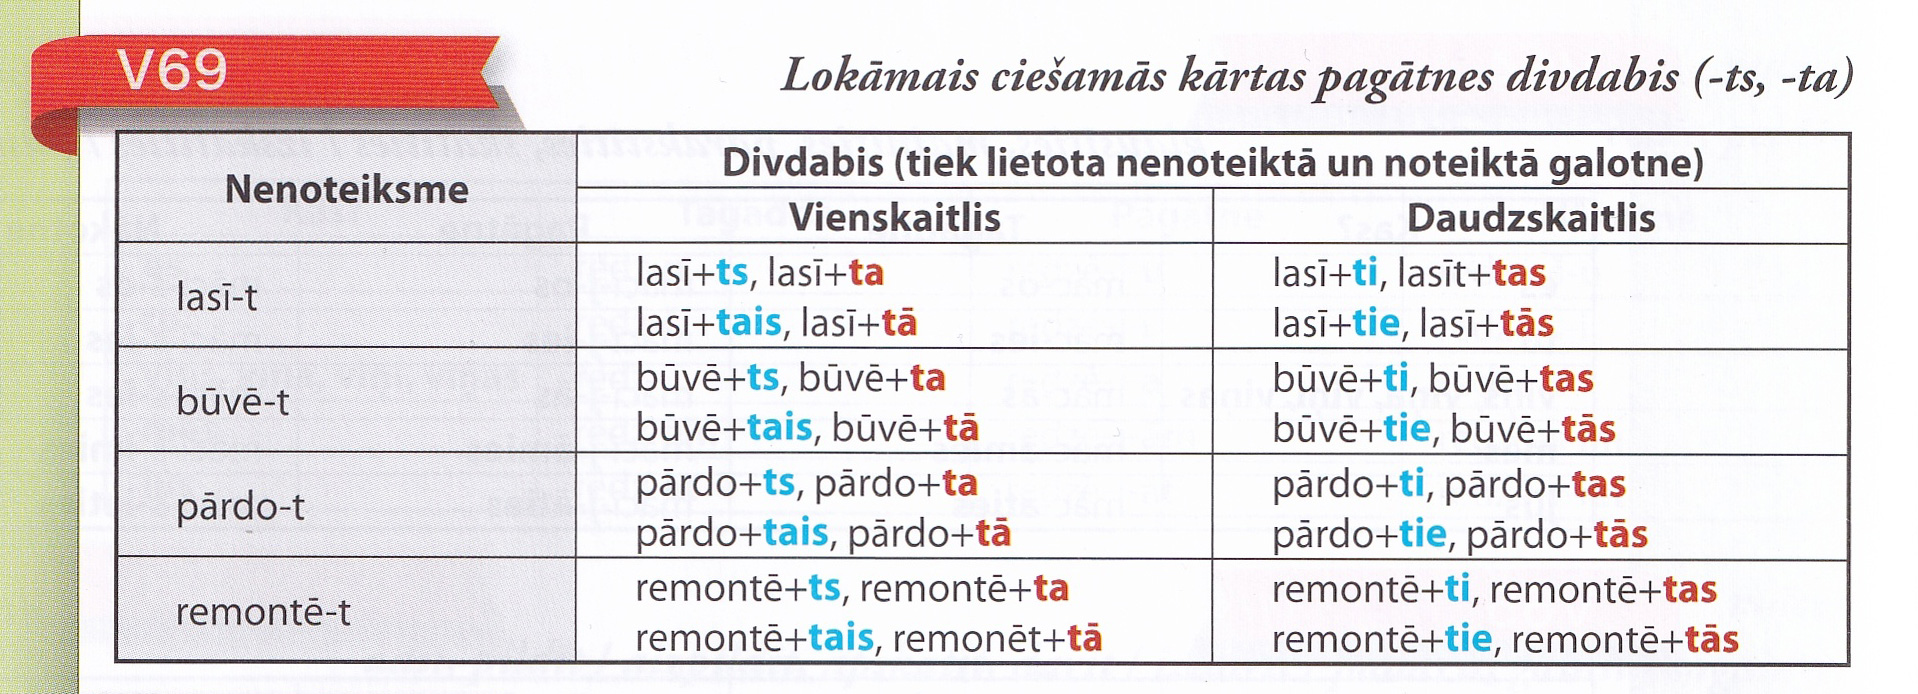 V69
Lokāmais ciešamās kārtas pagātnes divdabis (-ts, -ta)
Nenoteiksme
Divdabis (tiek lietota nenoteiktā un noteiktā galotne)
Vienskaitlis
Daudzskaitlis
lasī-t
lasī+ts, lasī+ta
lasī+tais, lasī+tā
lasī+ti, lasīt+tas
lasī+tie, lasī+tās
būvē-t
būvē+ts, būvē+ta
būvē+tais, būvē+tā
būvē+ti, būvē+tas
būvē+tie, būvē+tās
pārdo-t
pārdo+ts, pārdo+ta
pārdo+tais, pārdo+tā
pārdo+ti, pārdo+tas
pārdo+tie, pārdo+tās
remontē-t
remontē+ts, remontē+ta
remontē+tais, remonēt+tā
remontē+ti, remontē+tas
remontē+tie, remontē+tās